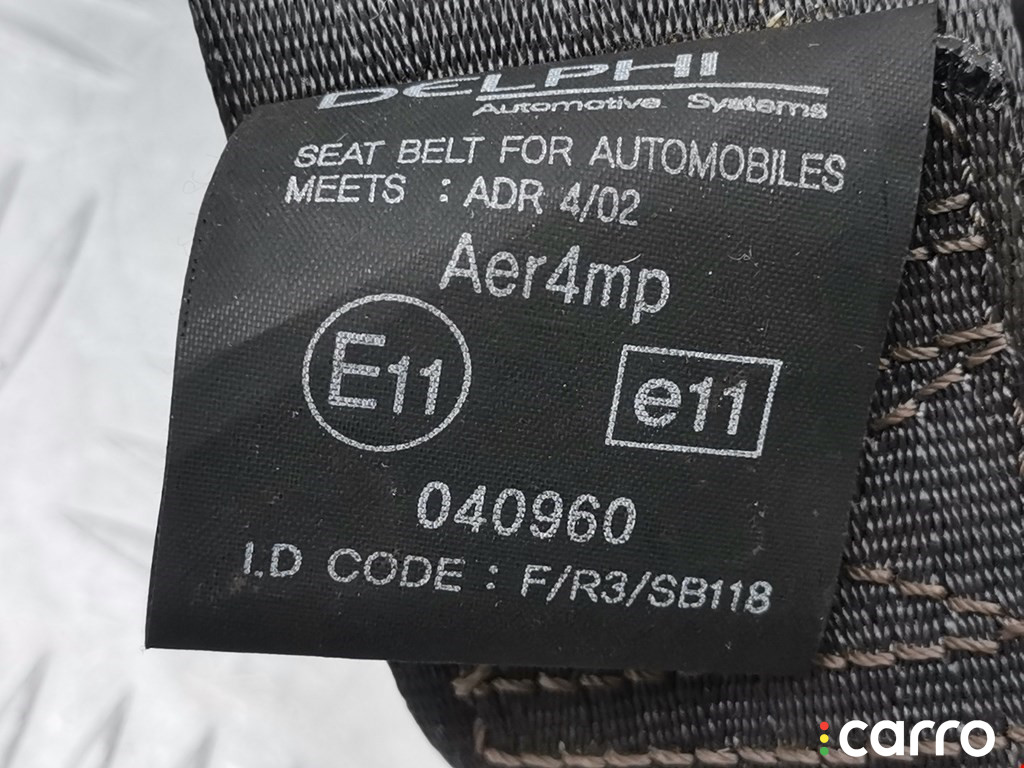 DELPHI
Automotive Systems
SEAT BELT FOR AUTOMOBILES
MEETS : ADR 4/02
Aer4mp
E11
e11
040960
I.D CODE : F/R3/SB118
carro